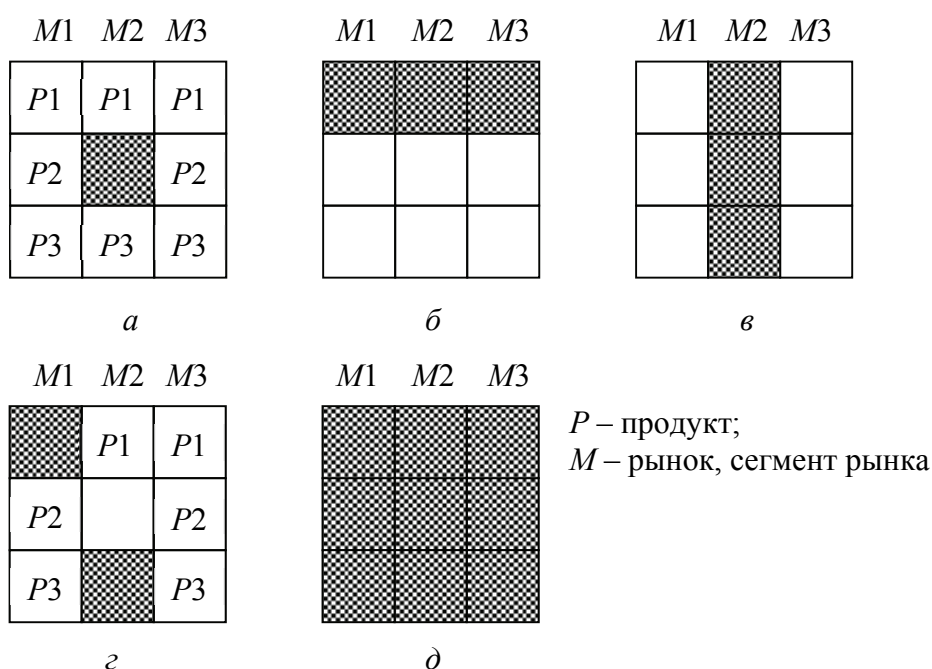 M1 M2 M3 M1 M2 M3 M1 M2 M3
P1 P1 P1
P2 P2
P3 P3 P3
а б в
M1 M2 M3 M1 M2 M3
P1 P1
P2 P2
P3 P3
P – продукт;
M – рынок, сегмент рынка
г д